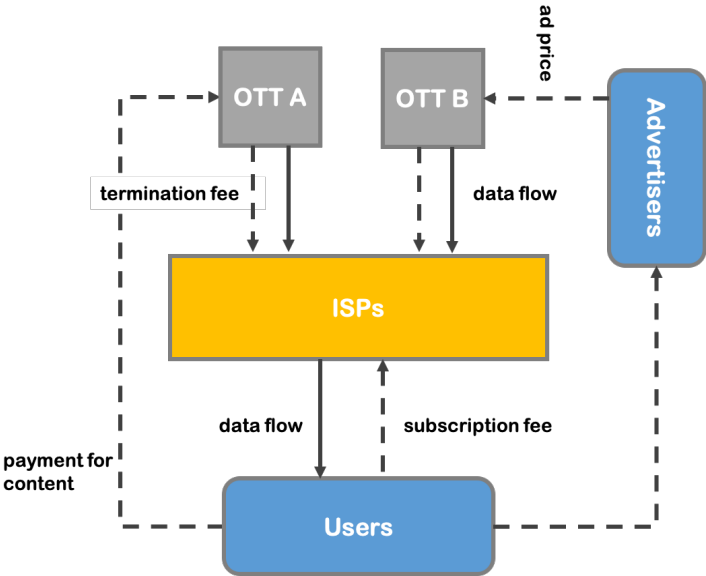 ad price
OTT A
OTT B
Advertisers
termination fee
data flow
ISPs
data flow
subscription fee
payment for
content
Users